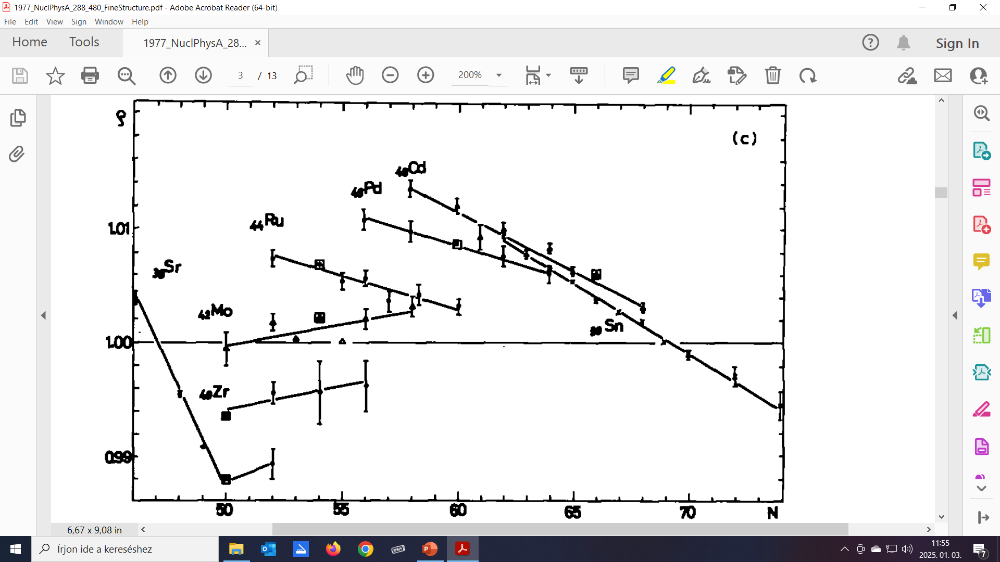 1977_NuclPhysA_288_480_FineStructure.pdf - Adobe Acrobat Reader (64-bit)
File Edit View Sign Window Help
Home Tools 1977_NuclPhysA_28... × Sign In
3 / 13 200%
ρ
(c)
48Cd
46Pd
44Ru
1.01
38Sr
42Mo
50Sn
1.00
40Zr
0.99
50 55 60 65 70 N
6,67 x 9,08 in
Írjon ide a kereséshez
11:55
2025. 01. 03.
7